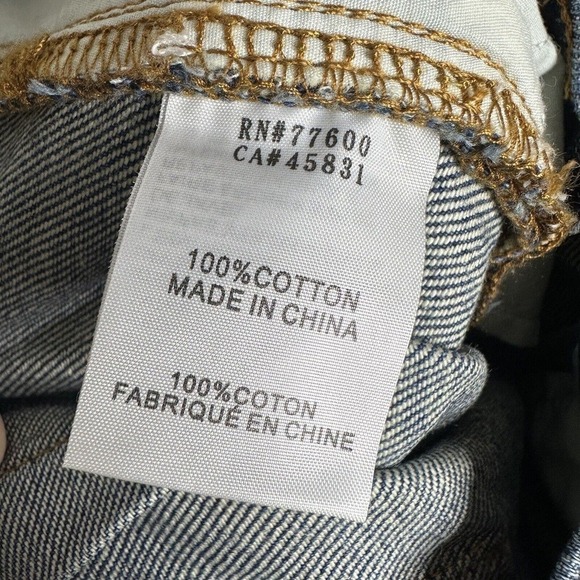 RN#77600
CA#45831
100%COTTON
MADE IN CHINA
100%COTON
FABRIQUÉ EN CHINE